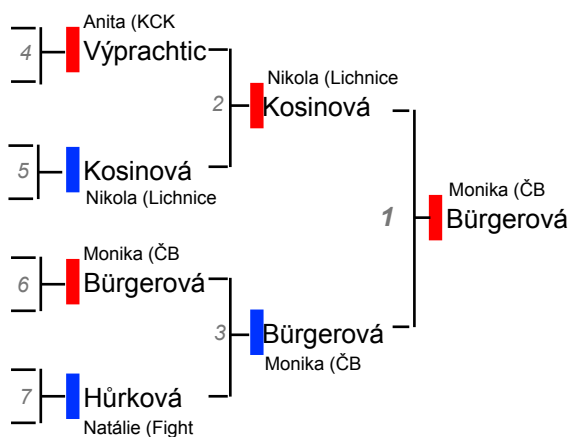 Anita (KCK
4
Výprachtic
Nikola (Lichnice
2
Kosinová
5
Kosinová
Nikola (Lichnice
Monika (ČB
1
Bürgerová
Monika (ČB
6
Bürgerová
3
Bürgerová
Monika (ČB
7
Hůrková
Natálie (Fight